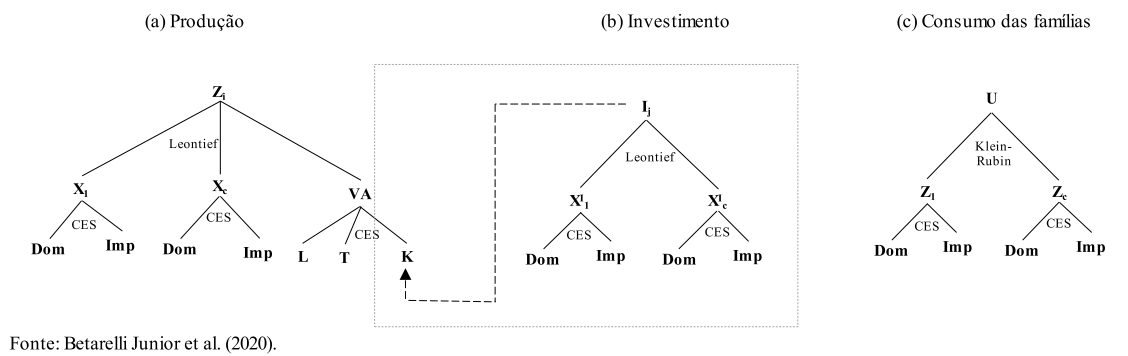 (a) Produção
(b) Investimento
(c) Consumo das famílias
Zi
Leontief
X1
Xc
VA
CES
CES
CES
Dom
Imp
Dom
Imp
L
T
K
Ij
Leontief
XI1
XIc
CES
CES
Dom
Imp
Dom
Imp
U
Klein-
Rubin
Z1
Zc
CES
CES
Dom
Imp
Dom
Imp
Fonte: Betarelli Junior et al. (2020).